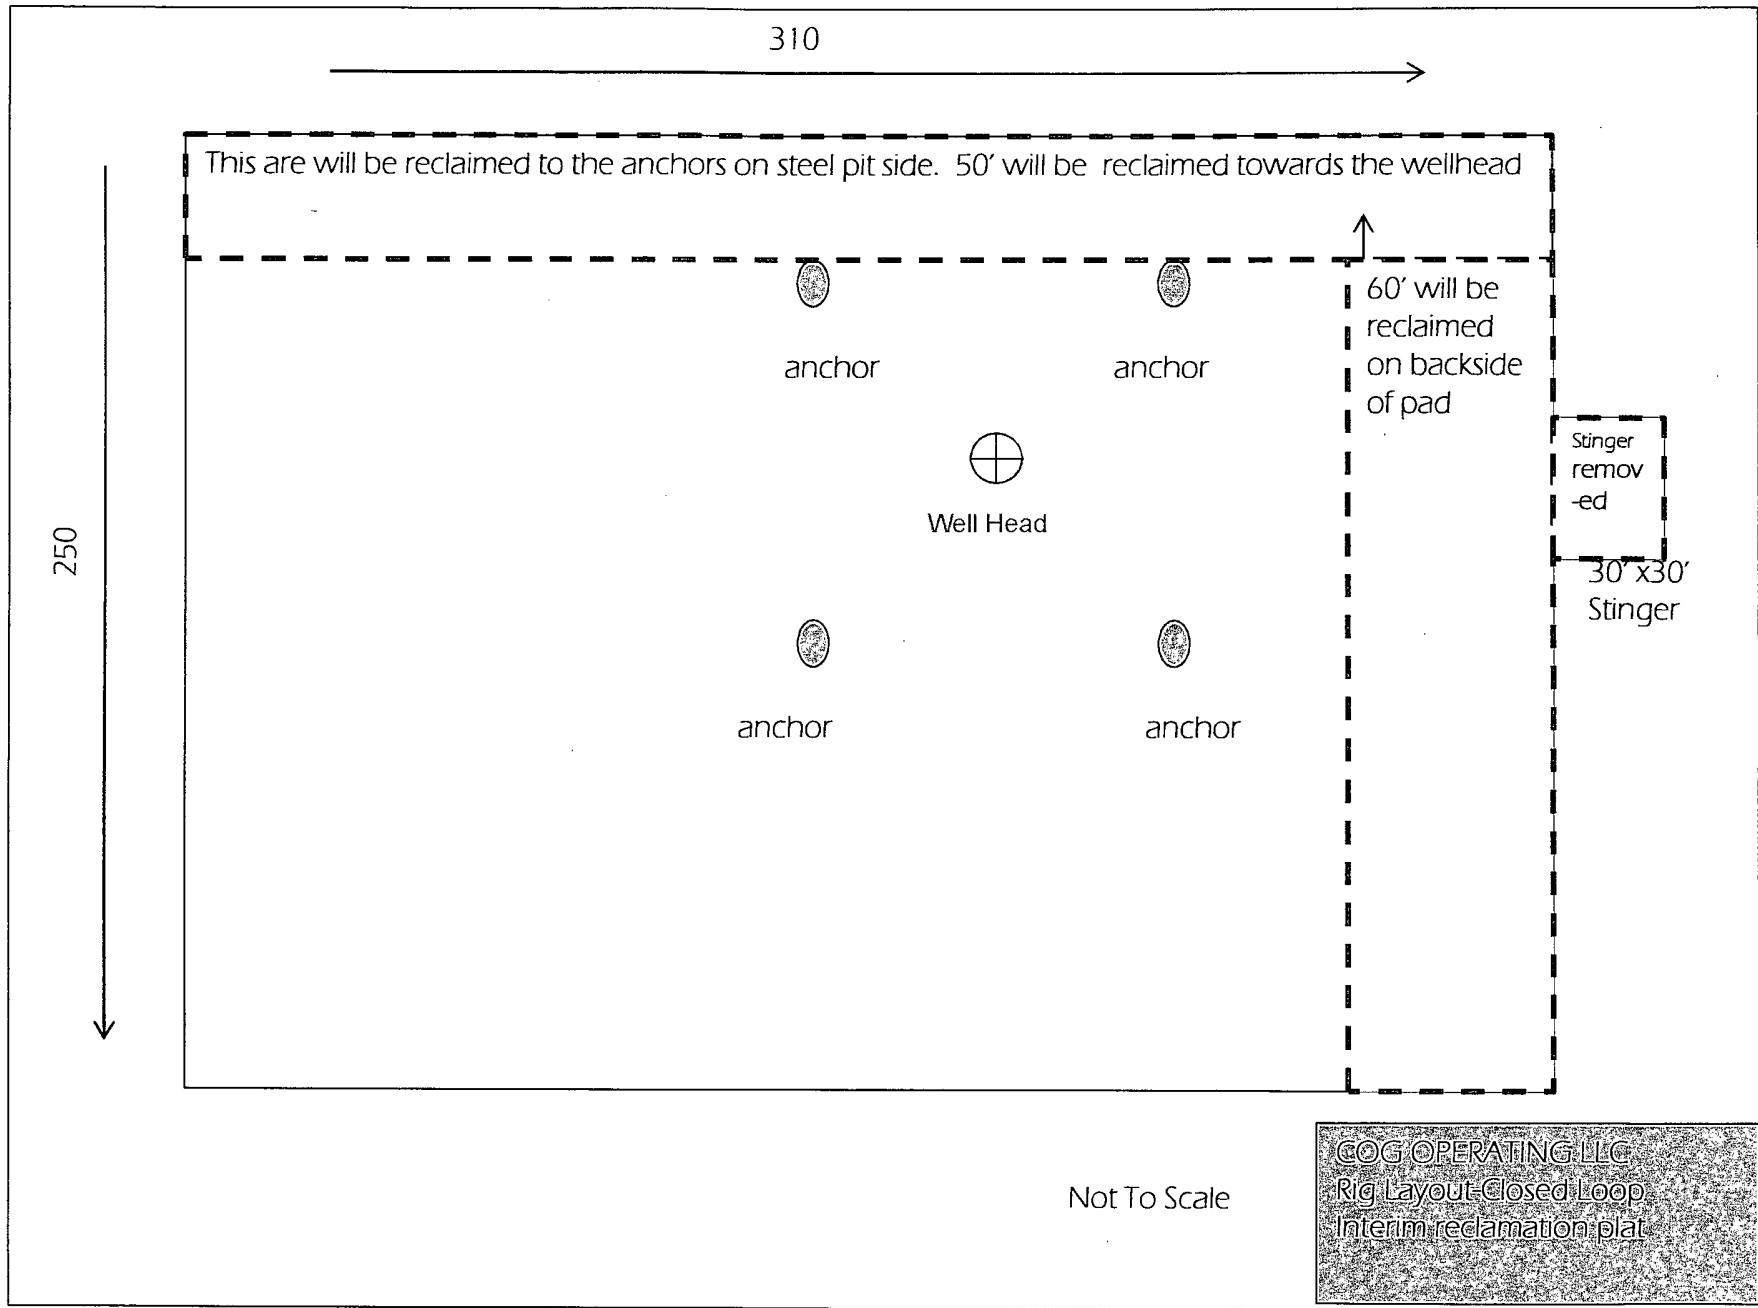 310
This are will be reclaimed to the anchors on steel pit side. 50' will be reclaimed towards the wellhead
60' will be
reclaimed
on backside
of pad
anchor
anchor
Stinger
remov
-ed
Well Head
250
30' x30'
Stinger
anchor
anchor
Not To Scale
COG OPERATING LLC
Rig Layout-Closed Loop
Interim reclamation plat